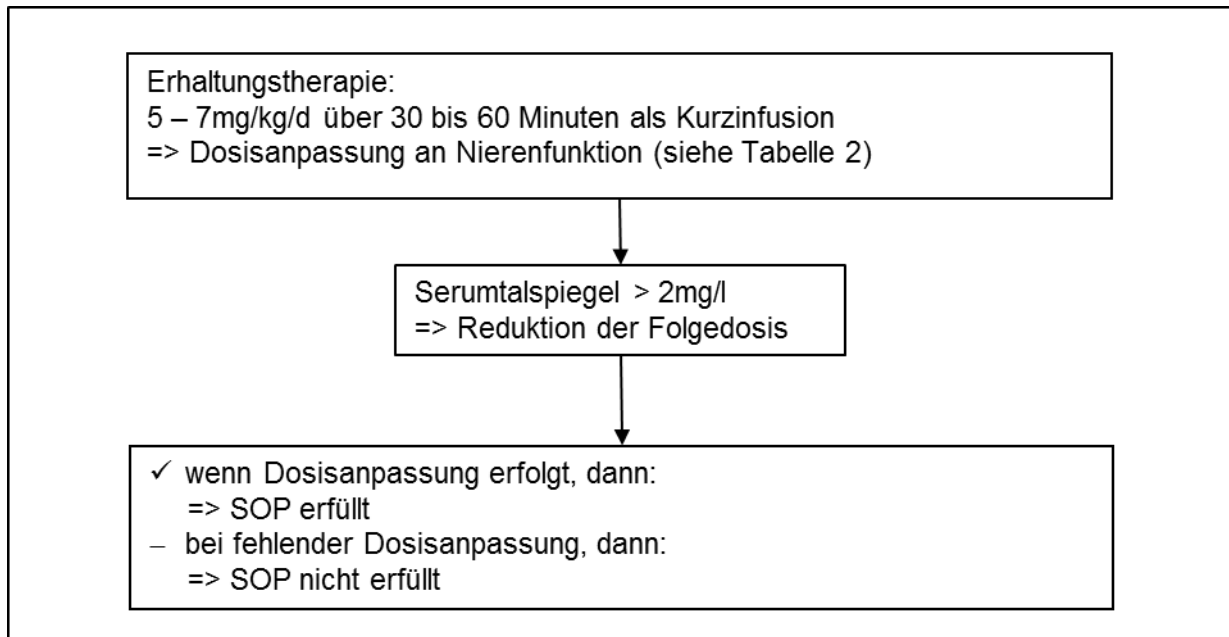 Erhaltungstherapie:
5 – 7mg/kg/d über 30 bis 60 Minuten als Kurzinfusion
=> Dosisanpassung an Nierenfunktion (siehe Tabelle 2)
Serumtalspiegel > 2mg/l
=> Reduktion der Folgedosis
✓ wenn Dosisanpassung erfolgt, dann:
=> SOP erfüllt
– bei fehlender Dosisanpassung, dann:
=> SOP nicht erfüllt